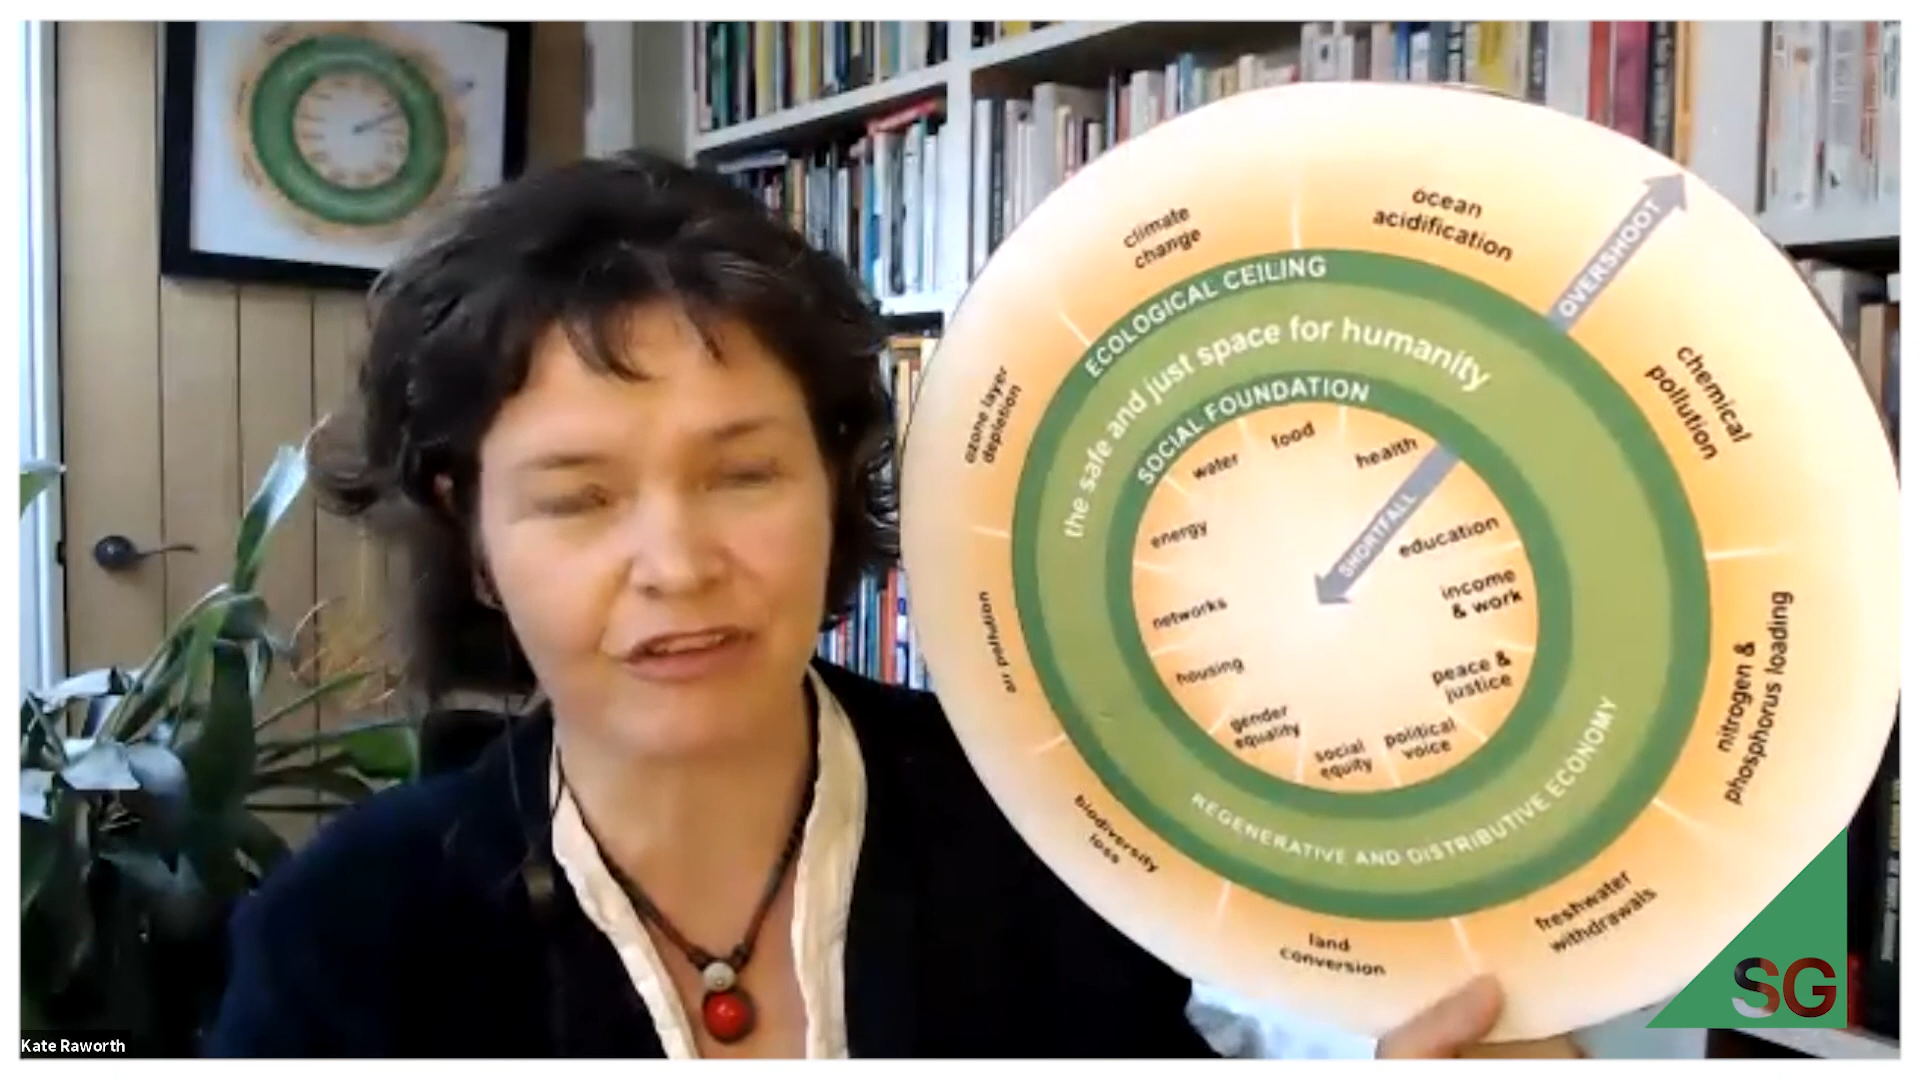 climate
change
ocean
acidification
OVERSHOOT
chemical
pollution
nitrogen &
phosphorus loading
freshwater
withdrawals
land
conversion
biodiversity
loss
air pollution
ozone layer
depletion
ECOLOGICAL CEILING
the safe and just space for humanity
SOCIAL FOUNDATION
water
food
health
SHORTFALL
education
income
& work
peace &
justice
political
voice
social
equity
gender
equality
housing
networks
energy
REGENERATIVE AND DISTRIBUTIVE ECONOMY
SG
Kate Raworth